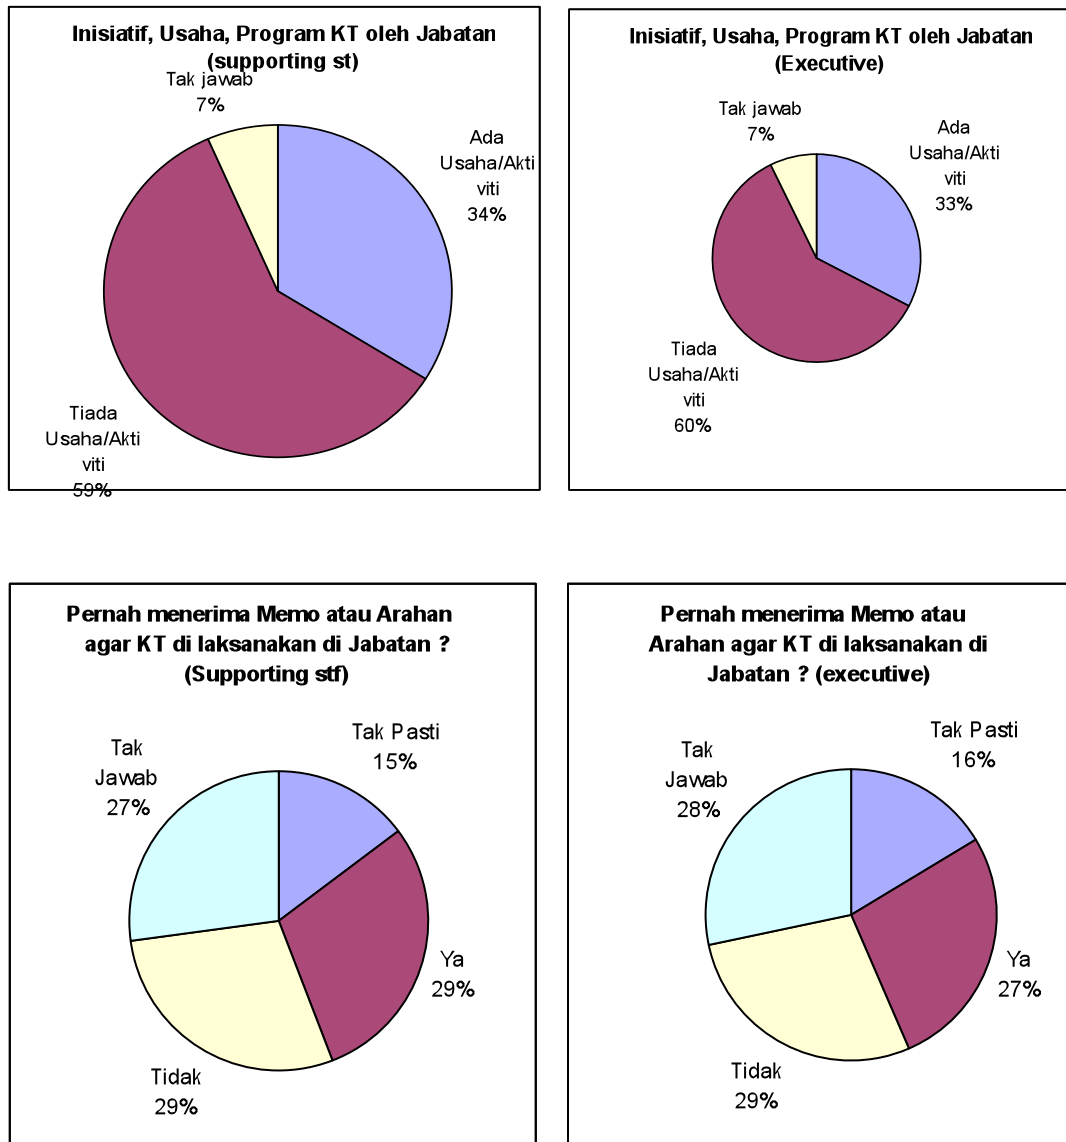 Inisiatif, Usaha, Program KT oleh Jabatan
(supporting st)
Tak jawab
7%
Ada
Usaha/Akti
viti
34%
Tiada
Usaha/Akti
viti
59%
Inisiatif, Usaha, Program KT oleh Jabatan
(Executive)
Tak jawab
7%
Ada
Usaha/Akti
viti
33%
Tiada
Usaha/Akti
viti
60%
Pernah menerima Memo atau Arahan
agar KT di laksanakan di Jabatan ?
(Supporting stf)
Tak Pasti
15%
Tak
Jawab
27%
Ya
29%
Tidak
29%
Pernah menerima Memo atau
Arahan agar KT di laksanakan di
Jabatan ? (executive)
Tak Pasti
16%
Tak
Jawab
28%
Ya
27%
Tidak
29%